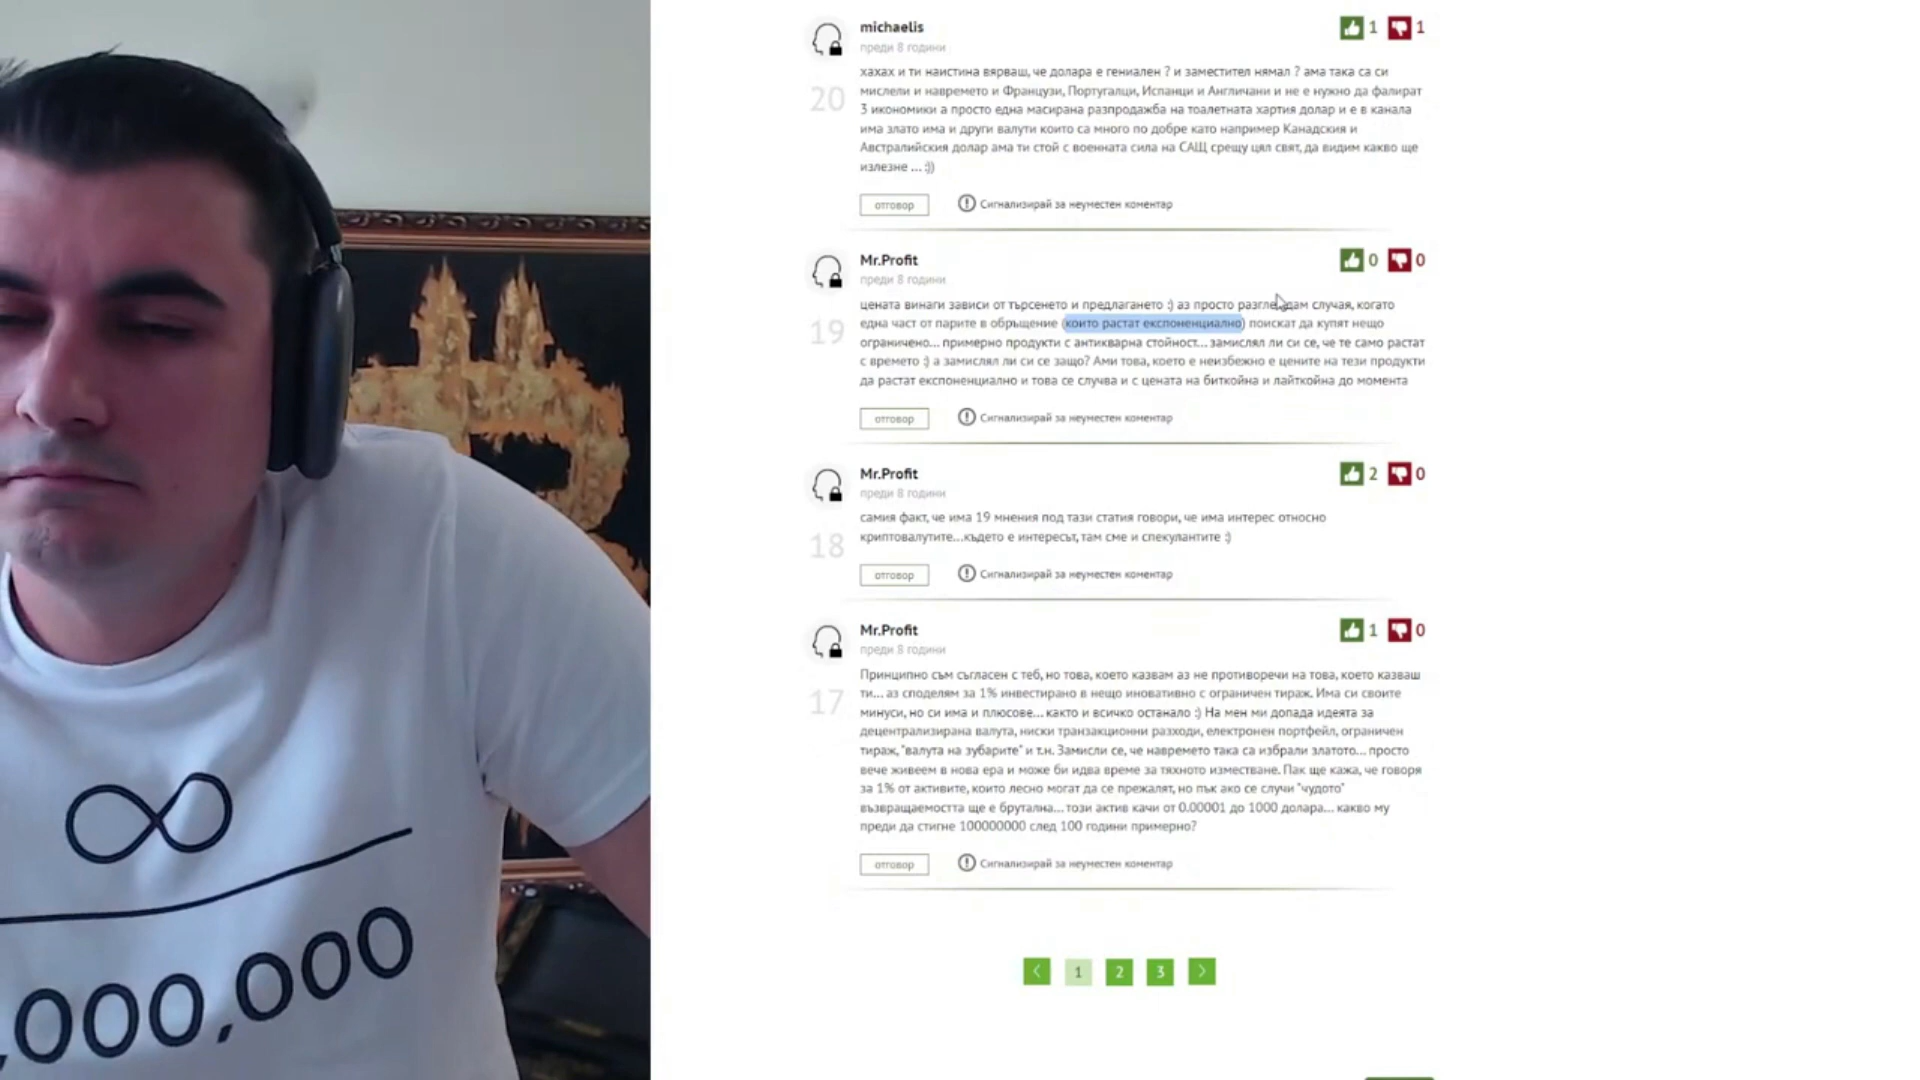 michaelis
1
1
преди 8 години
20
хахах и ти наистина вярваш, че долара е гениален ? и заместител нямал ? ама така са си
мислели и навремето и Французи, Португалци, Испанци и Англичани и не е нужно да фалират
3 икономики а просто една масирана разпродажба на тоалетната хартия долар и е в канала
има злато има и други валути които са много по добре като например Канадския и
Австралийския долар ама ти стой с военната сила на САЩ срещу цял свят, да видим какво ще
излезне ... :))
отговор
Сигнализирай за неуместен коментар
Mr.Profit
0
0
преди 8 години
19
цената винаги зависи от търсенето и предлагането :) аз просто разглеждам случая, когато
една част от парите в обръщение (които растат експоненциално) поискат да купят нещо
ограничено... примерно продукти с антикварна стойност... замислял ли си се, че те само растат
с времето :) а замислял ли си се защо? Ами това, което е неизбежно е цените на тези продукти
да растат експоненциално и това се случва и с цената на биткойна и лайткойна до момента
отговор
Сигнализирай за неуместен коментар
Mr.Profit
2
0
преди 8 години
18
самия факт, че има 19 мнения под тази статия говори, че има интерес относно
криптовалутите...където е интересът, там сме и спекулантите :)
отговор
Сигнализирай за неуместен коментар
Mr.Profit
1
0
преди 8 години
17
Принципно съм съгласен с теб, но това, което казвам аз не противоречи на това, което казваш
ти... аз споделям за 1% инвестирано в нещо иновативно с ограничен тираж. Има си своите
минуси, но си има и плюсове... както и всичко останало :) На мен ми допада идеята за
децентрализирана валута, ниски транзакционни разходи, електронен портфейл, ограничен
тираж, "валута на зубарите" и т.н. Замисли се, че навремето така са избрали златото... просто
вече живеем в нова ера и може би идва време за тяхното изместване. Пак ще кажа, че говоря
за 1% от активите, които лесно могат да се прежалят, но пък ако се случи "чудото"
възвращаемостта ще е брутална... този актив качи от 0.00001 до 1000 долара... какво му
преди да стигне 100000000 след 100 години примерно?
отговор
Сигнализирай за неуместен коментар
< 1 2 3 >
∞
,000,000